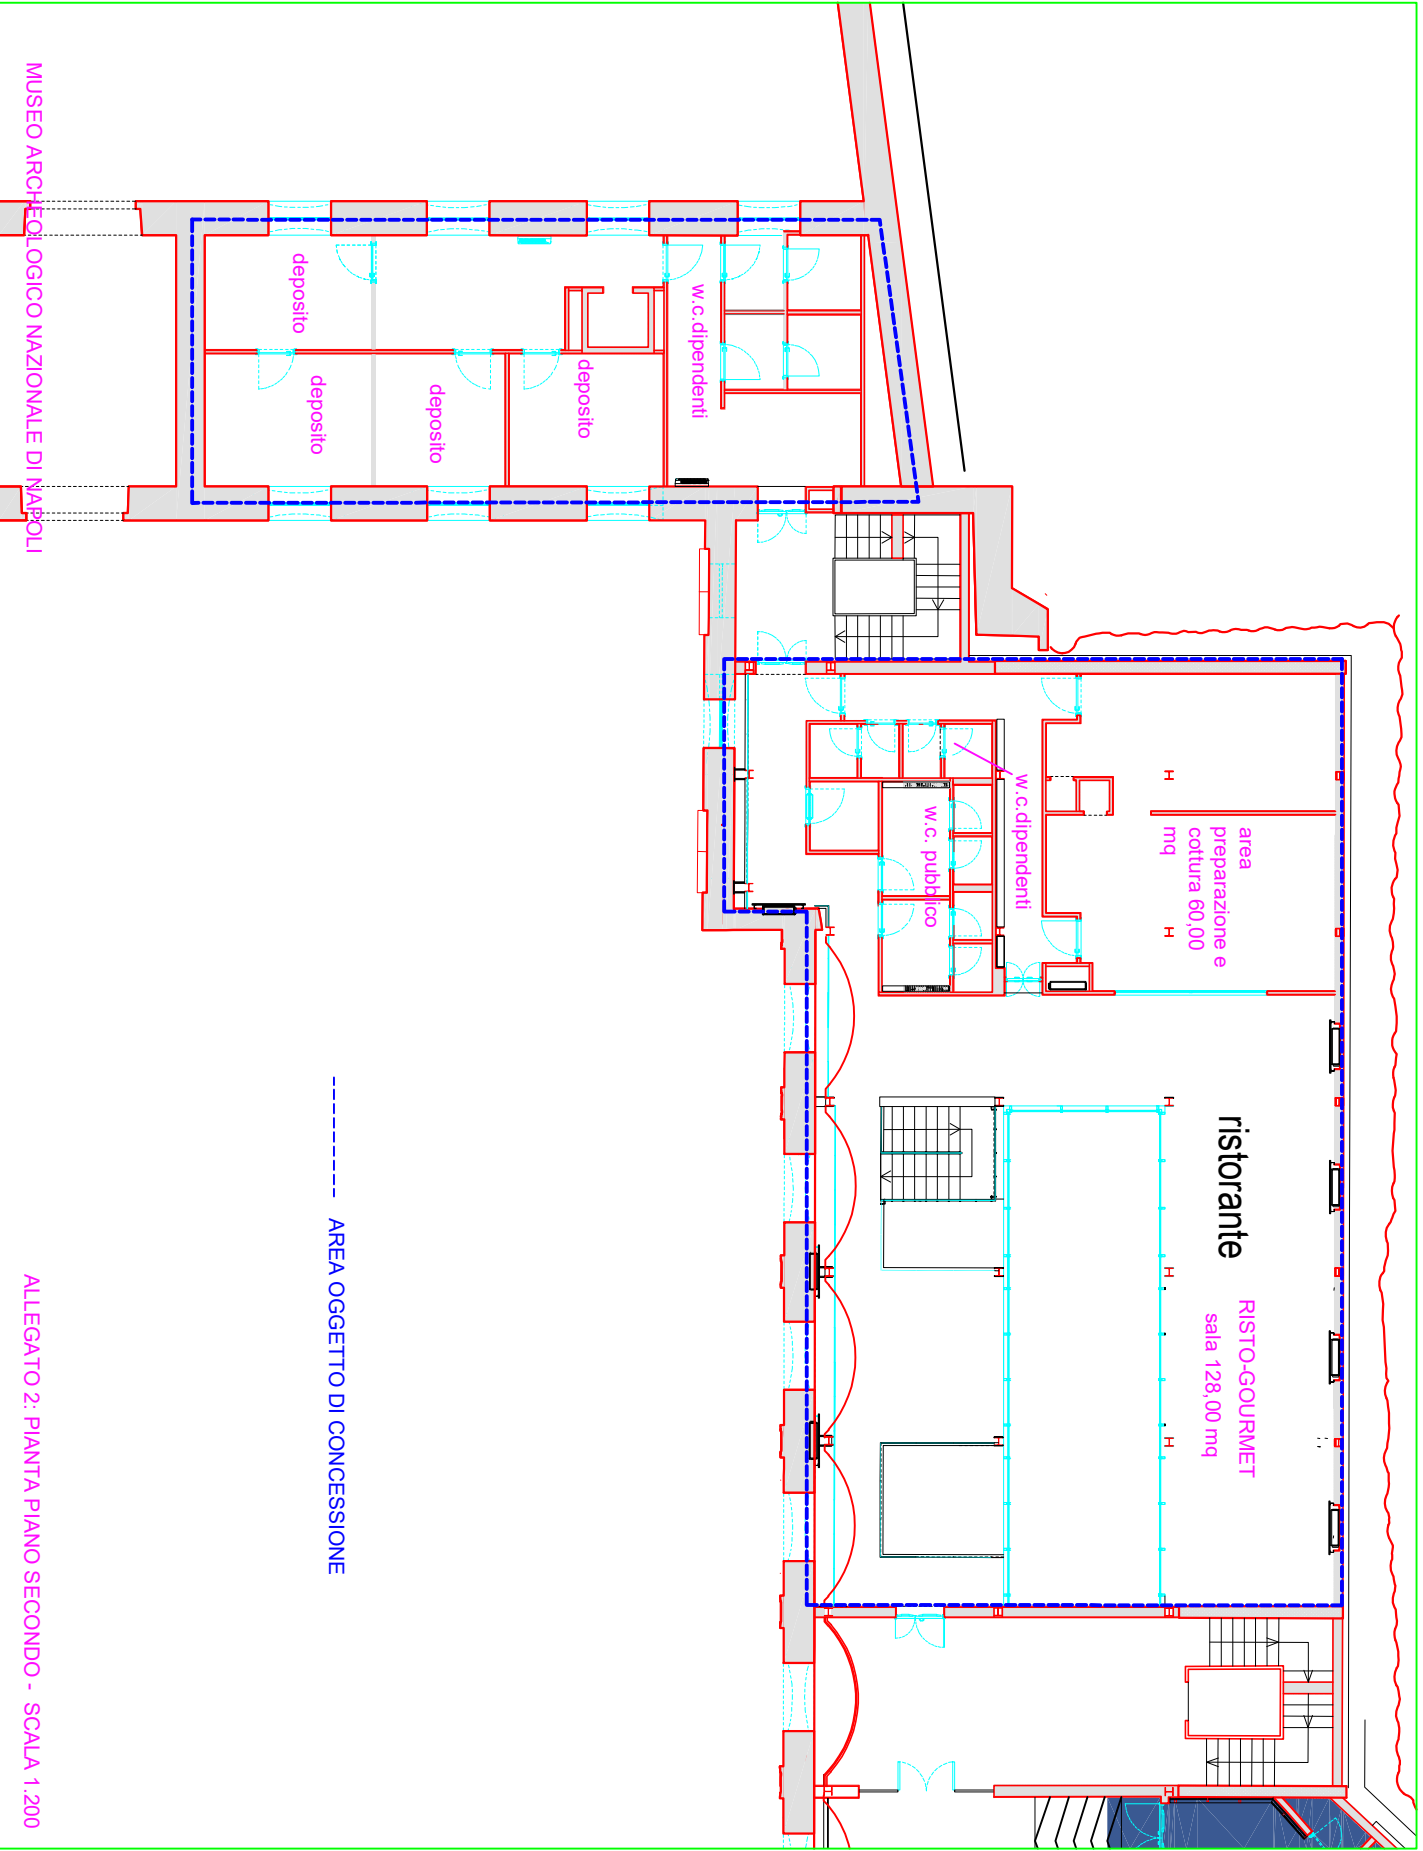 MUSEO ARCHEOLOGICO NAZIONALE DI NAPOLI
deposito
deposito
deposito
deposito
w.c.dipendenti
w.c.dipendenti
w.c. pubblico
area
preparazione e
cottura 60,00
mq
ristorante
RISTO-GOURMET
sala 128,00 mq
---------- AREA OGGETTO DI CONCESSIONE
ALLEGATO 2: PIANTA PIANO SECONDO - SCALA 1.200